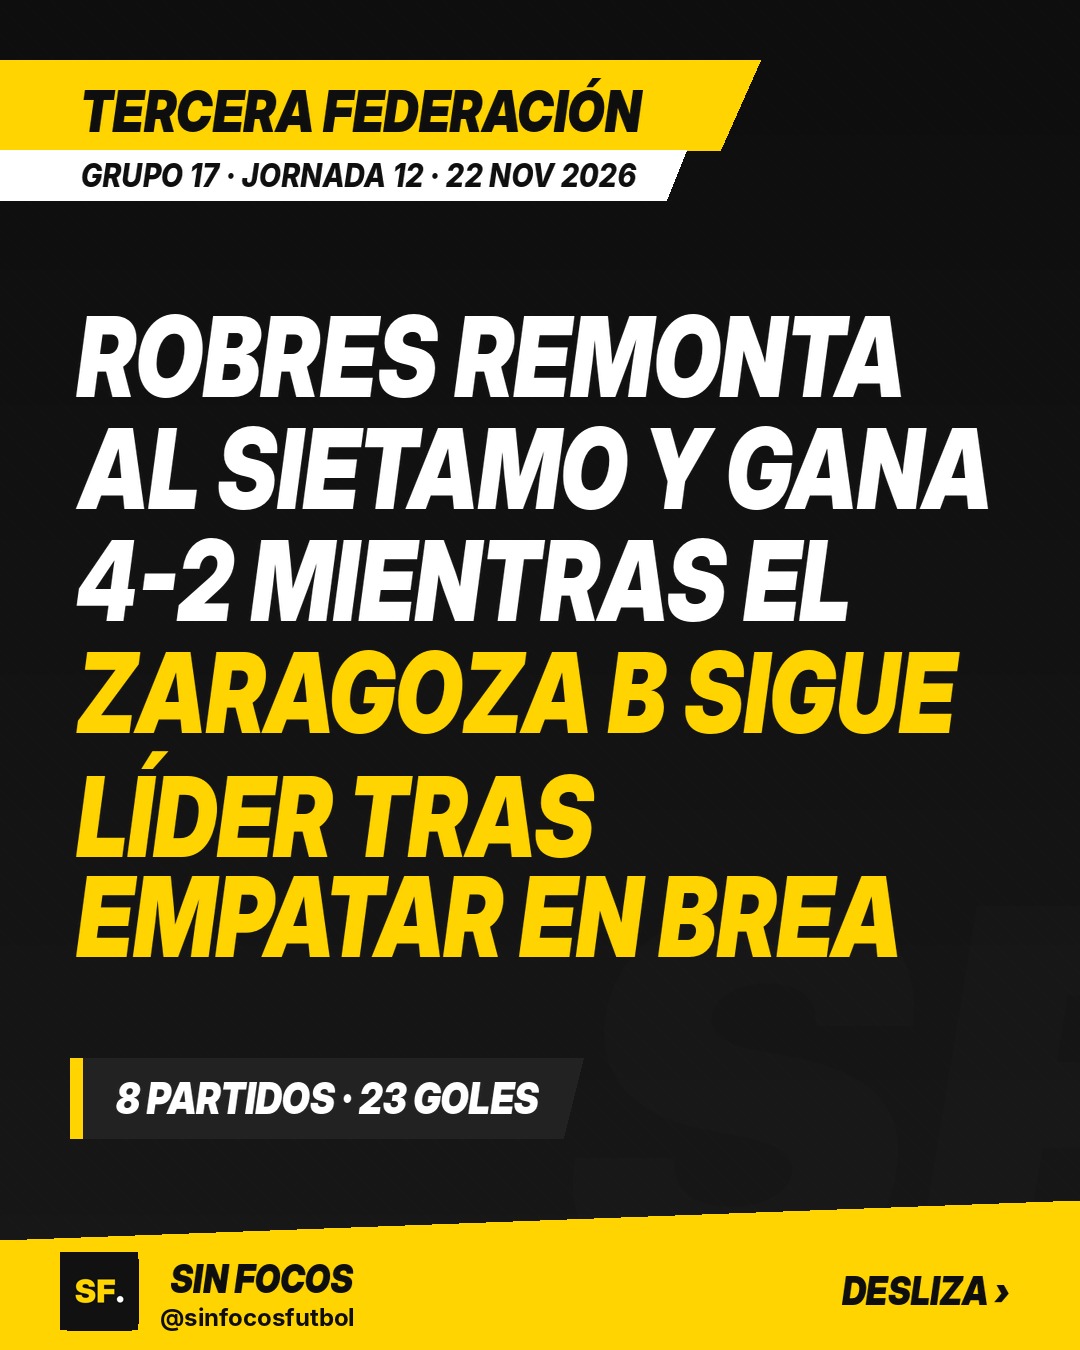 TERCERA FEDERACIÓN
GRUPO 17 · JORNADA 12 · 22 NOV 2026
ROBRES REMONTA
AL SIETAMO Y GANA
4-2 MIENTRAS EL
ZARAGOZA B SIGUE
LÍDER TRAS
EMPATAR EN BREA
8 PARTIDOS · 23 GOLES
SF.
SIN FOCOS
@sinfocosfutbol
DESLIZA ›